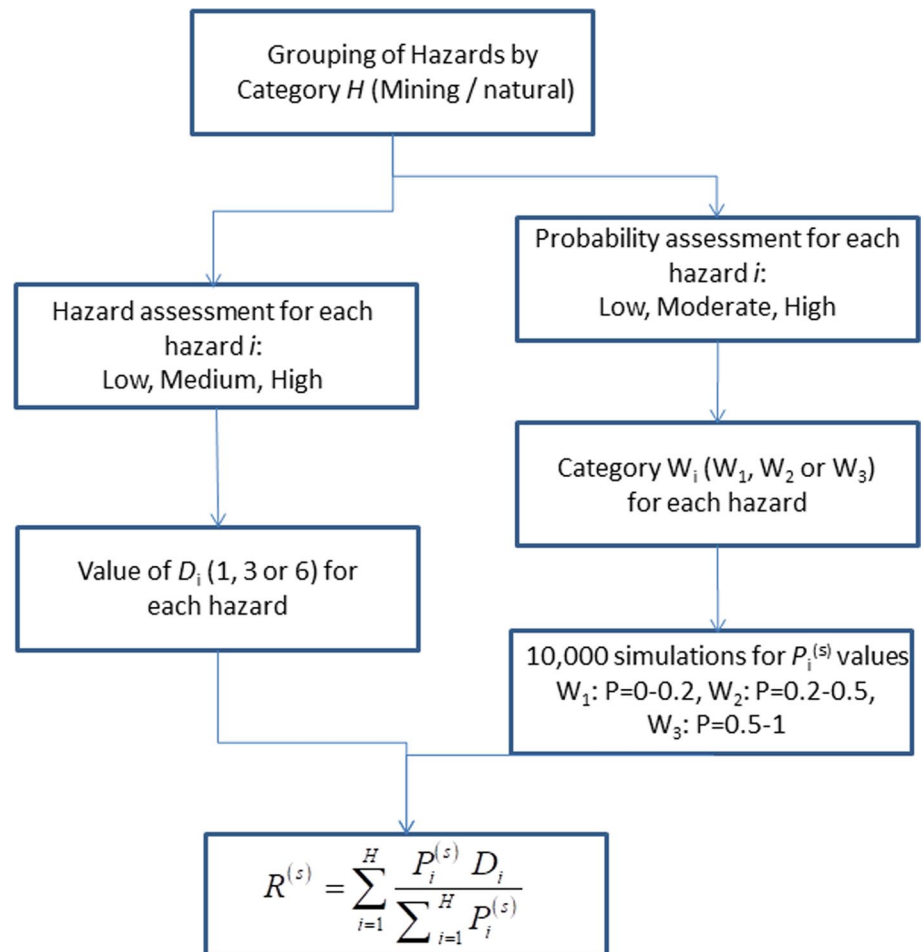 Grouping of Hazards by
Category H (Mining / natural)
Probability assessment for each
hazard i:
Low, Moderate, High
Hazard assessment for each
hazard i:
Low, Medium, High
Category Wᵢ (W₁, W₂ or W₃)
for each hazard
Value of Dᵢ (1, 3 or 6) for
each hazard
10,000 simulations for Pᵢ⁽ˢ⁾ values
W₁: P=0-0.2, W₂: P=0.2-0.5,
W₃: P=0.5-1
R⁽ˢ⁾ = ∑ᵢ₌₁ᴴ Pᵢ⁽ˢ⁾ Dᵢ / ∑ᵢ₌₁ᴴ Pᵢ⁽ˢ⁾